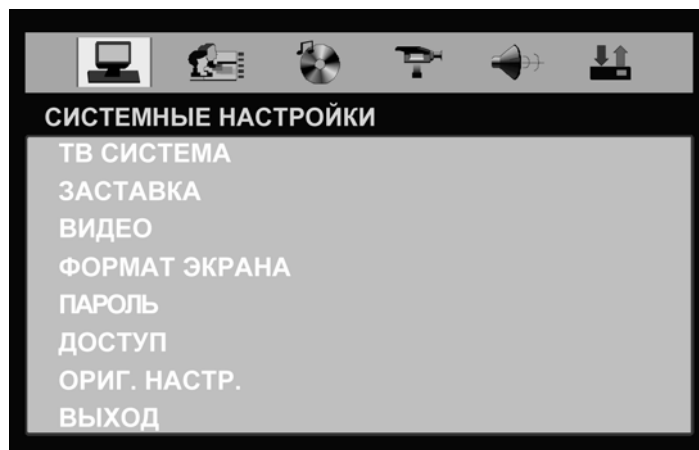 СИСТЕМНЫЕ НАСТРОЙКИ
ТВ СИСТЕМА
ЗАСТАВКА
ВИДЕО
ФОРМАТ ЭКРАНА
ПАРОЛЬ
ДОСТУП
ОРИГ. НАСТР.
ВЫХОД